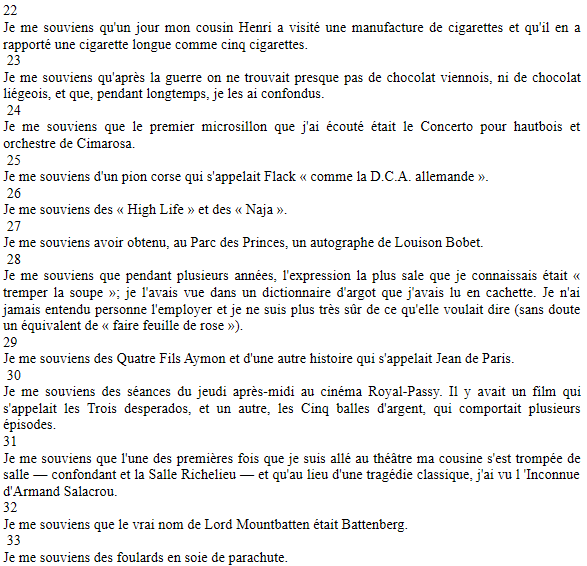 22
Je me souviens qu'un jour mon cousin Henri a visité une manufacture de cigarettes et qu'il en a
rapporté une cigarette longue comme cinq cigarettes.
23
Je me souviens qu'après la guerre on ne trouvait presque pas de chocolat viennois, ni de chocolat
liégeois, et que, pendant longtemps, je les ai confondus.
24
Je me souviens que le premier microsillon que j'ai écouté était le Concerto pour hautbois et
orchestre de Cimarosa.
25
Je me souviens d'un pion corse qui s'appelait Flack « comme la D.C.A. allemande ».
26
Je me souviens des « High Life » et des « Naja ».
27
Je me souviens avoir obtenu, au Parc des Princes, un autographe de Louison Bobet.
28
Je me souviens que pendant plusieurs années, l'expression la plus sale que je connaissais était «
tremper la soupe »; je l'avais vue dans un dictionnaire d'argot que j'avais lu en cachette. Je n'ai
jamais entendu personne l'employer et je ne suis plus très sûr de ce qu'elle voulait dire (sans doute
un équivalent de « faire feuille de rose »).
29
Je me souviens des Quatre Fils Aymon et d'une autre histoire qui s'appelait Jean de Paris.
30
Je me souviens des séances du jeudi après-midi au cinéma Royal-Passy. Il y avait un film qui
s'appelait les Trois desperados, et un autre, les Cinq balles d'argent, qui comportait plusieurs
épisodes.
31
Je me souviens que l'une des premières fois que je suis allé au théâtre ma cousine s'est trompée de
salle — confondant et la Salle Richelieu — et qu'au lieu d'une tragédie classique, j'ai vu l 'Inconnue
d'Armand Salacrou.
32
Je me souviens que le vrai nom de Lord Mountbatten était Battenberg.
33
Je me souviens des foulards en soie de parachute.